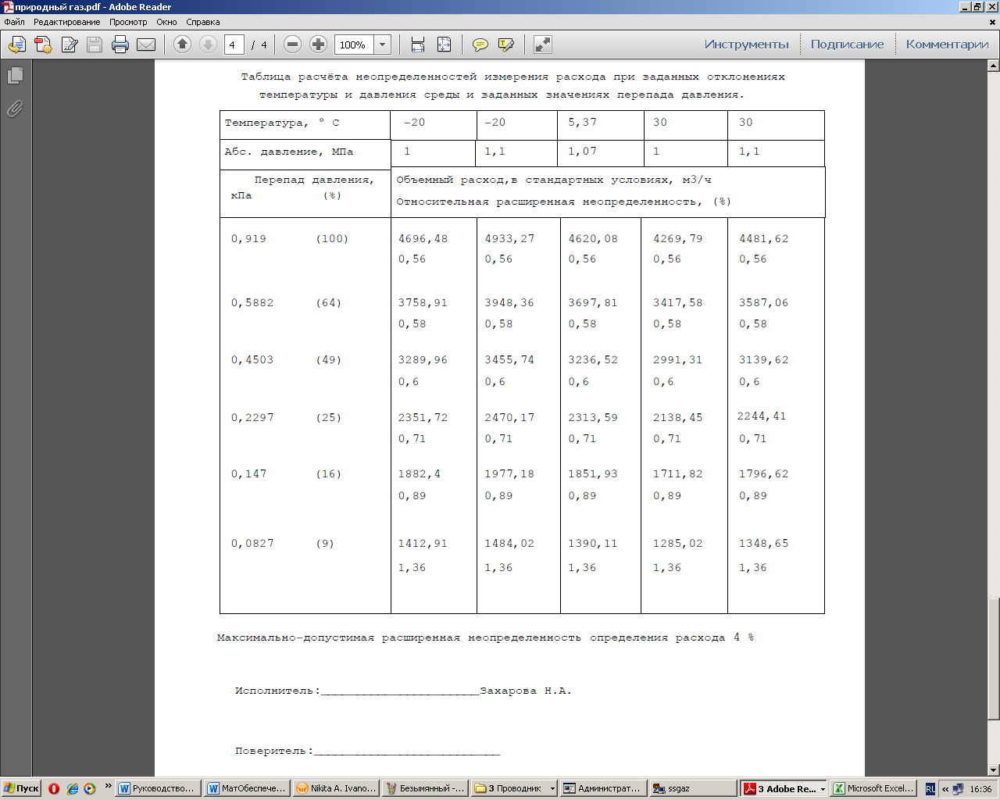 природный газ.pdf - Adobe Reader
Файл Редактирование Просмотр Окно Справка
4 / 4 100% Инструменты Подписание Комментарии
Таблица расчёта неопределенностей измерения расхода при заданных отклонениях
температуры и давления среды и заданных значениях перепада давления.
Температура, ° С -20 -20 5,37 30 30
Абс. давление, МПа 1 1,1 1,07 1 1,1
Перепад давления, Объемный расход,в стандартных условиях, м3/ч
кПа (%)
Относительная расширенная неопределенность, (%)
0,919 (100) 4696,48 4933,27 4620,08 4269,79 4481,62
0,56 0,56 0,56 0,56 0,56
0,5882 (64) 3758,91 3948,36 3697,81 3417,58 3587,06
0,58 0,58 0,58 0,58 0,58
0,4503 (49) 3289,96 3455,74 3236,52 2991,31 3139,62
0,6 0,6 0,6 0,6 0,6
0,2297 (25) 2351,72 2470,17 2313,59 2138,45 2244,41
0,71 0,71 0,71 0,71 0,71
0,147 (16) 1882,4 1977,18 1851,93 1711,82 1796,62
0,89 0,89 0,89 0,89 0,89
0,0827 (9) 1412,91 1484,02 1390,11 1285,02 1348,65
1,36 1,36 1,36 1,36 1,36
Максимально-допустимая расширенная неопределенность определения расхода 4 %
Исполнитель:______________________Захарова Н.А.
Поверитель:__________________________
Пуск » Руководство... МатОбеспече... Nikita A. Ivano... Безымянный -... 3 Проводник Администрат... ssgaz 3 Adobe Re... Microsoft Excel... RL « 16:36